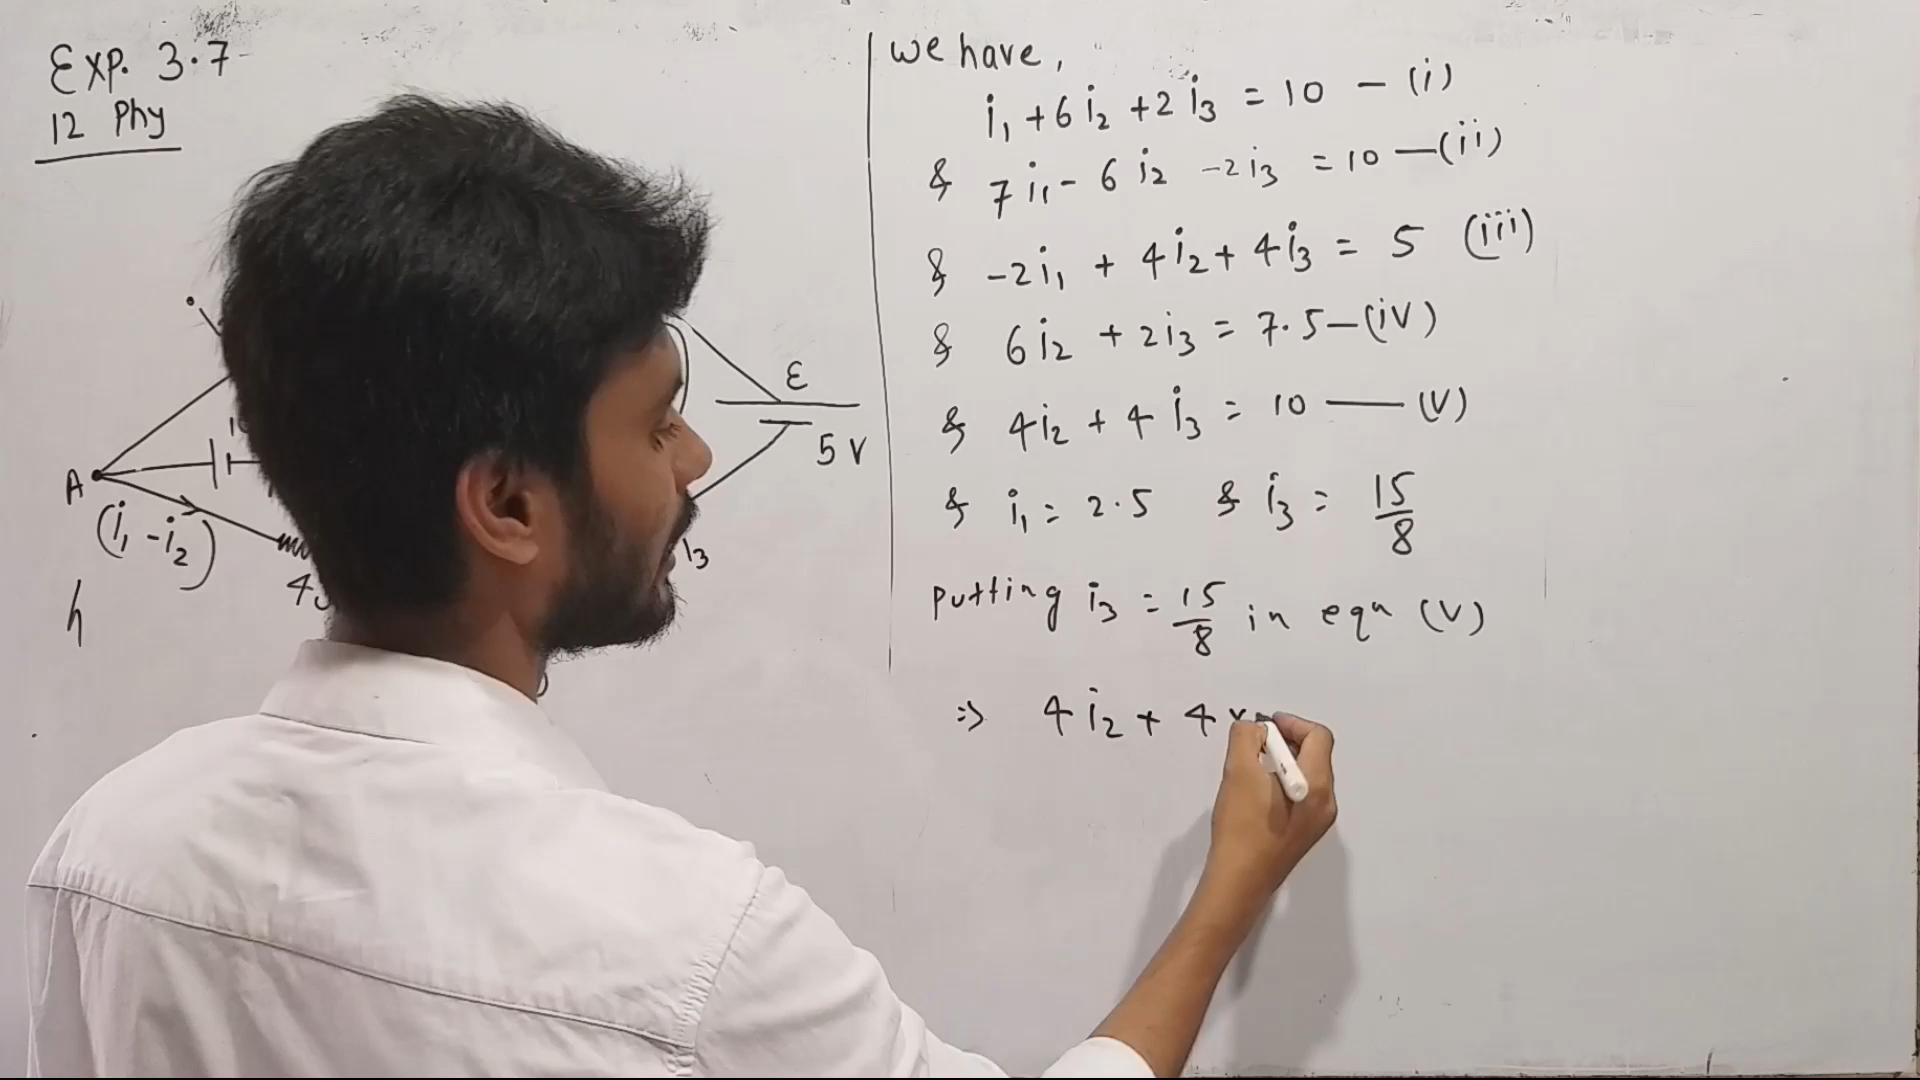 Exp. 3.7
12 Phy
A
(i₁ - i₂)
E
5 V
i₃
we have,
i₁ + 6 i₂ + 2 i₃ = 10 — (i)
& 7 i₁ - 6 i₂ - 2 i₃ = 10 — (ii)
& -2 i₁ + 4 i₂ + 4 i₃ = 5 (iii)
& 6 i₂ + 2 i₃ = 7.5 — (iv)
& 4 i₂ + 4 i₃ = 10 — (v)
& i₁ = 2.5 & i₃ = 15/8
putting i₃ = 15/8 in eqn (v)
⇒ 4 i₂ + 4 ×